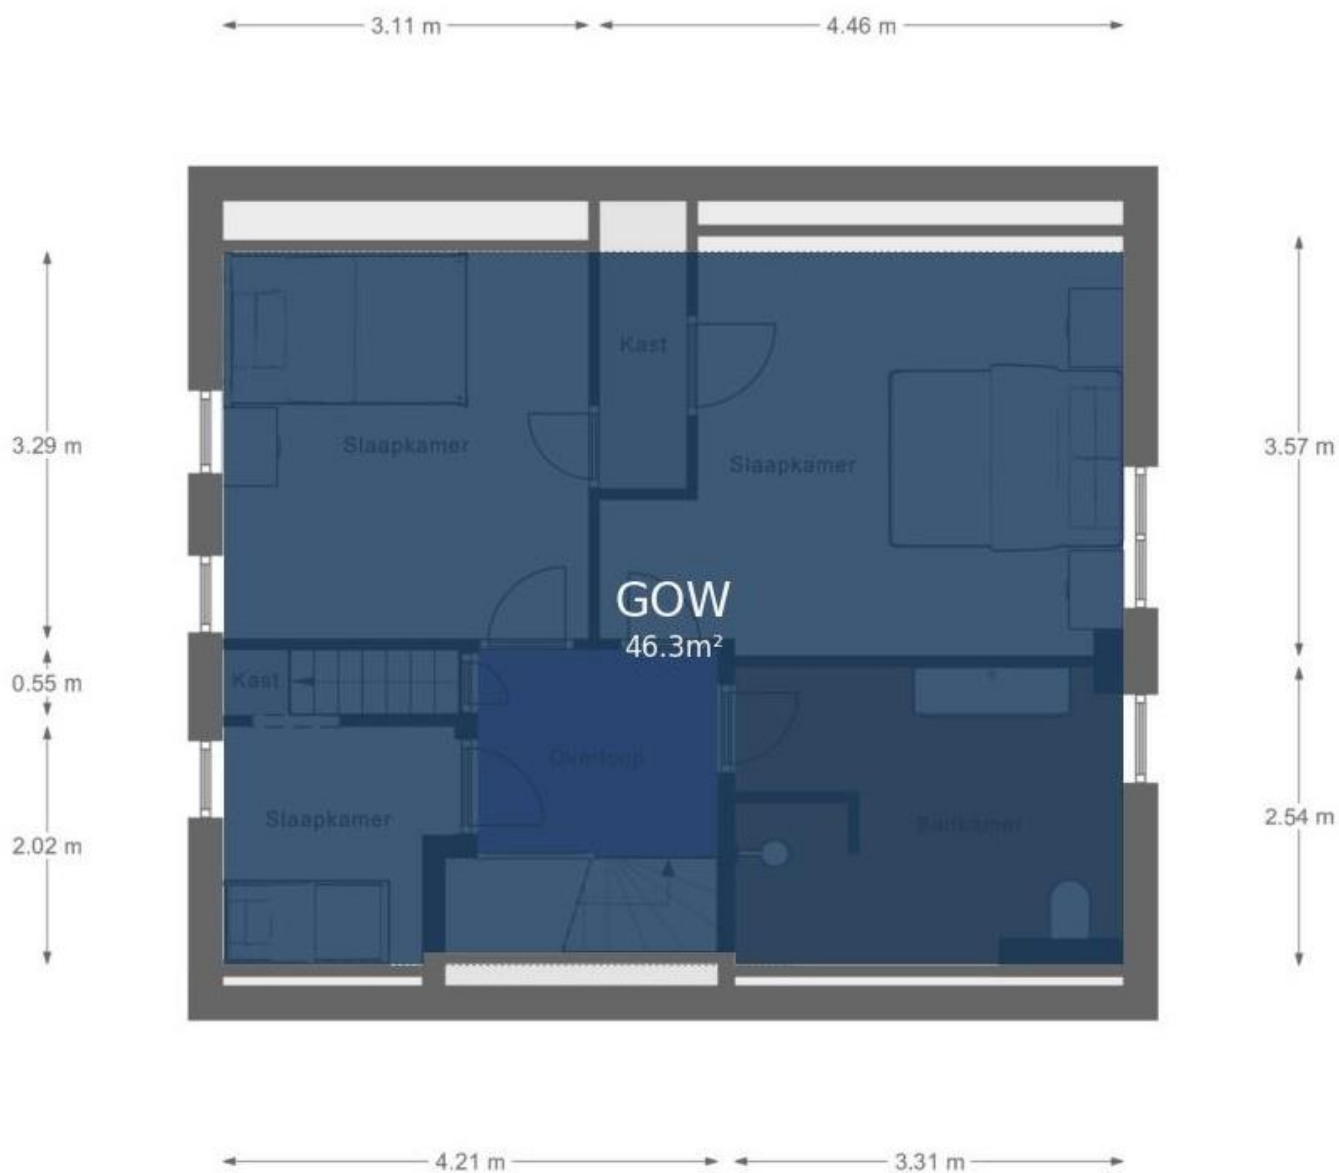 3.11 m
4.46 m
Kast
3.29 m
Slaapkamer
3.57 m
Slaapkamer
GOW
46.3m²
0.55 m
Kast
Overloop
2.54 m
Slaapkamer
Badkamer
2.02 m
4.21 m
3.31 m